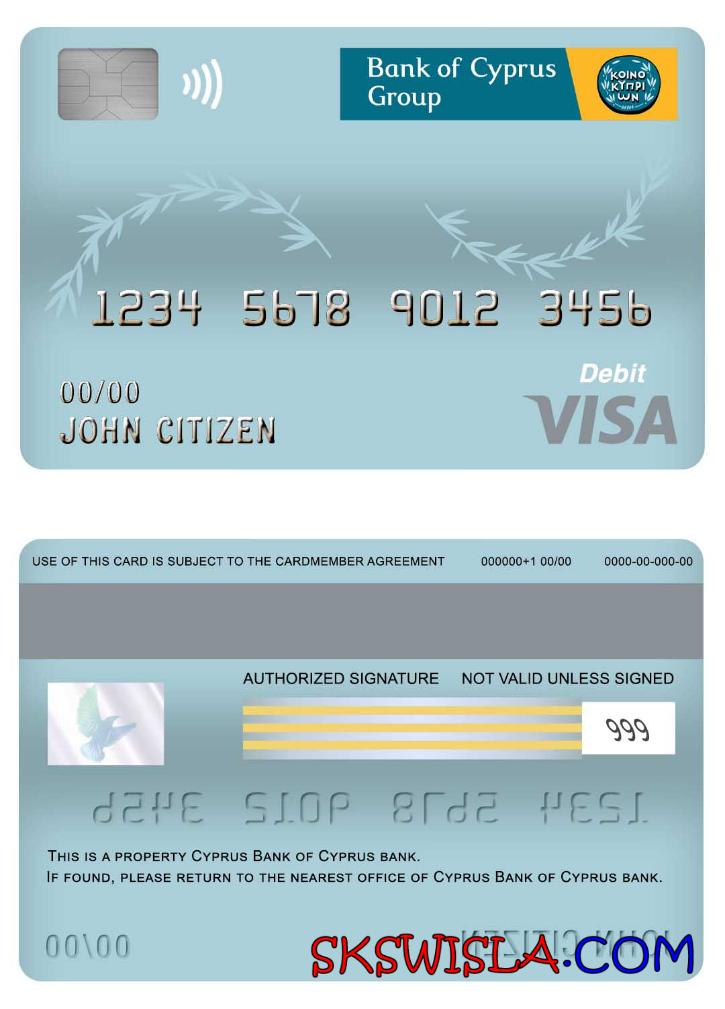 Bank of Cyprus
Group
ΚΟΙΝΟ
ΚΥΠΡΙ
ΩΝ
1234 5678 9012 3456
00/00
JOHN CITIZEN
Debit
VISA
USE OF THIS CARD IS SUBJECT TO THE CARDMEMBER AGREEMENT 000000+1 00/00 0000-00-000-00
AUTHORIZED SIGNATURE NOT VALID UNLESS SIGNED
999
1234 5678 9012 3456
THIS IS A PROPERTY CYPRUS BANK OF CYPRUS BANK.
IF FOUND, PLEASE RETURN TO THE NEAREST OFFICE OF CYPRUS BANK OF CYPRUS BANK.
00/00
JOHN CITIZEN
SKSWISLA.COM